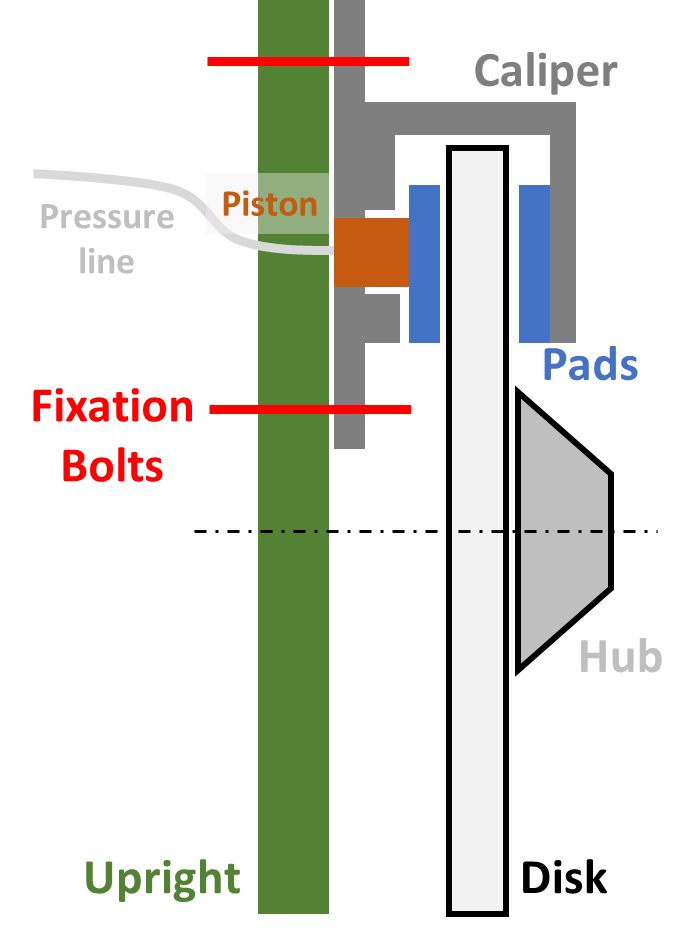 Caliper
Piston
Pressure
line
Pads
Fixation
Bolts
Hub
Upright
Disk